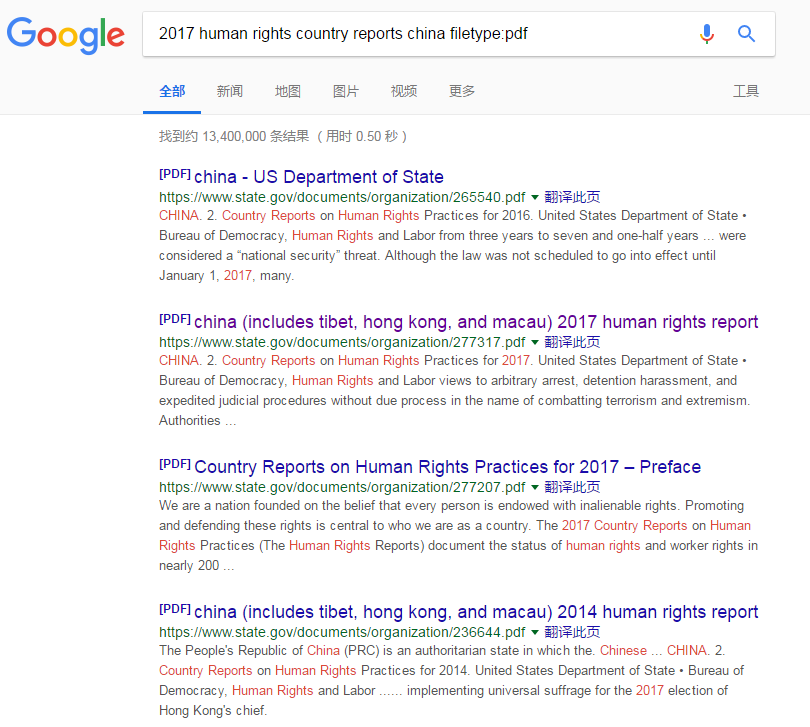 Google
2017 human rights country reports china filetype:pdf
全部 新闻 地图 图片 视频 更多 工具
找到约 13,400,000 条结果 （用时 0.50 秒）
[PDF] china - US Department of State
https://www.state.gov/documents/organization/265540.pdf ▼ 翻译此页
CHINA. 2. Country Reports on Human Rights Practices for 2016. United States Department of State •
Bureau of Democracy, Human Rights and Labor from three years to seven and one-half years ... were
considered a “national security” threat. Although the law was not scheduled to go into effect until
January 1, 2017, many.
[PDF] china (includes tibet, hong kong, and macau) 2017 human rights report
https://www.state.gov/documents/organization/277317.pdf ▼ 翻译此页
CHINA. 2. Country Reports on Human Rights Practices for 2017. United States Department of State •
Bureau of Democracy, Human Rights and Labor views to arbitrary arrest, detention harassment, and
expedited judicial procedures without due process in the name of combatting terrorism and extremism.
Authorities ...
[PDF] Country Reports on Human Rights Practices for 2017 – Preface
https://www.state.gov/documents/organization/277207.pdf ▼ 翻译此页
We are a nation founded on the belief that every person is endowed with inalienable rights. Promoting
and defending these rights is central to who we are as a country. The 2017 Country Reports on Human
Rights Practices (The Human Rights Reports) document the status of human rights and worker rights in
nearly 200 ...
[PDF] china (includes tibet, hong kong, and macau) 2014 human rights report
https://www.state.gov/documents/organization/236644.pdf ▼ 翻译此页
The People's Republic of China (PRC) is an authoritarian state in which the. Chinese ... CHINA. 2.
Country Reports on Human Rights Practices for 2014. United States Department of State • Bureau of
Democracy, Human Rights and Labor ...... implementing universal suffrage for the 2017 election of
Hong Kong's chief.